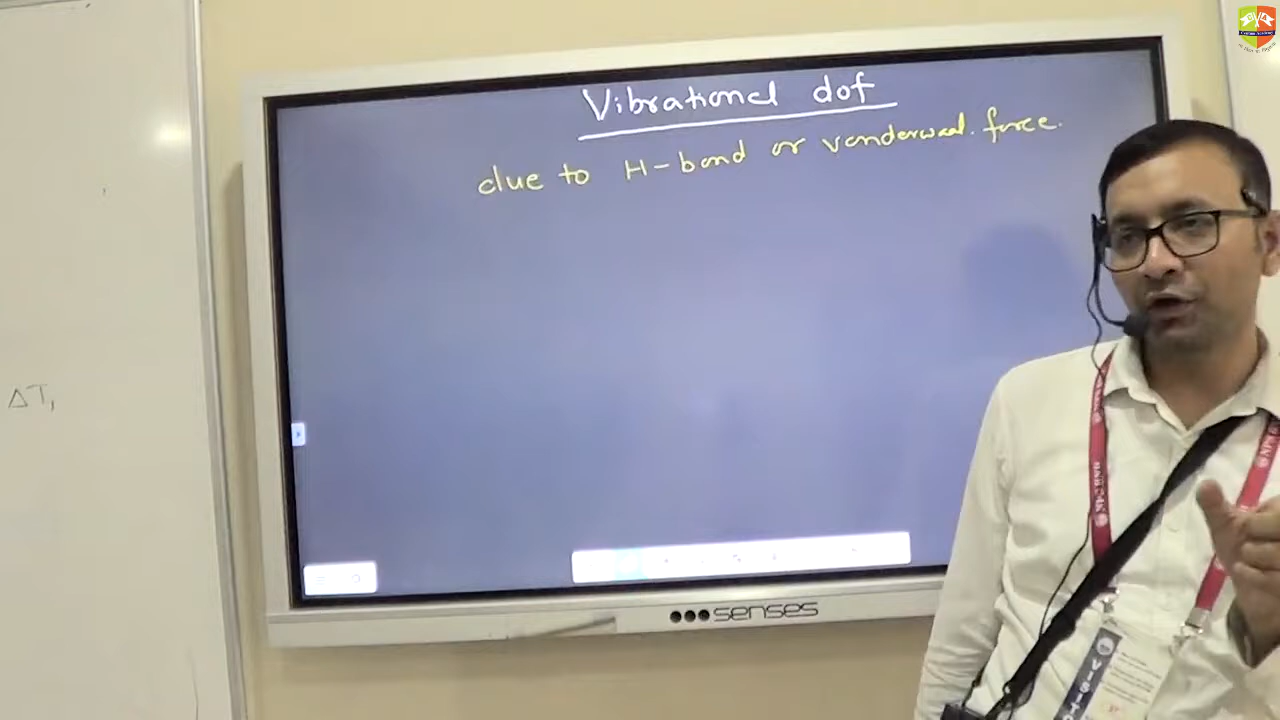 Vibrational dof
due to H-bond or vanderwaal. force.
ΔT,
senses